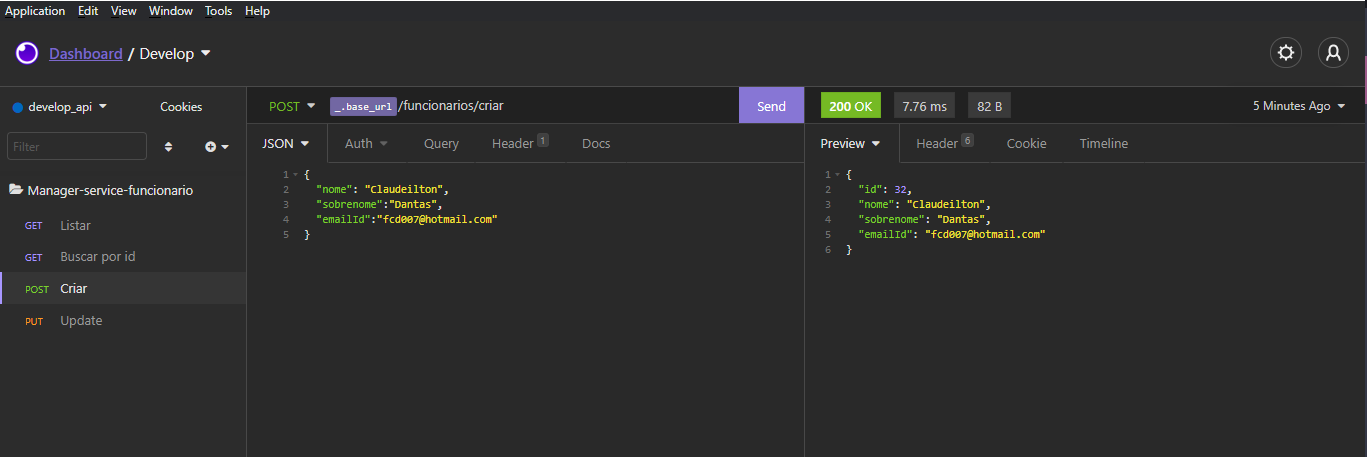 Application Edit View Window Tools Help
Dashboard / Develop
develop_api Cookies
POST _.base_url/funcionarios/criar Send
200 OK 7.76 ms 82 B 5 Minutes Ago
Filter
JSON Auth Query Header 1 Docs
Preview Header 6 Cookie Timeline
Manager-service-funcionario
GET Listar
GET Buscar por id
POST Criar
PUT Update
1 {
2 "nome": "Claudeilton",
3 "sobrenome":"Dantas",
4 "emailId":"fcd007@hotmail.com"
5 }
1 {
2 "id": 32,
3 "nome": "Claudeilton",
4 "sobrenome": "Dantas",
5 "emailId": "fcd007@hotmail.com"
6 }